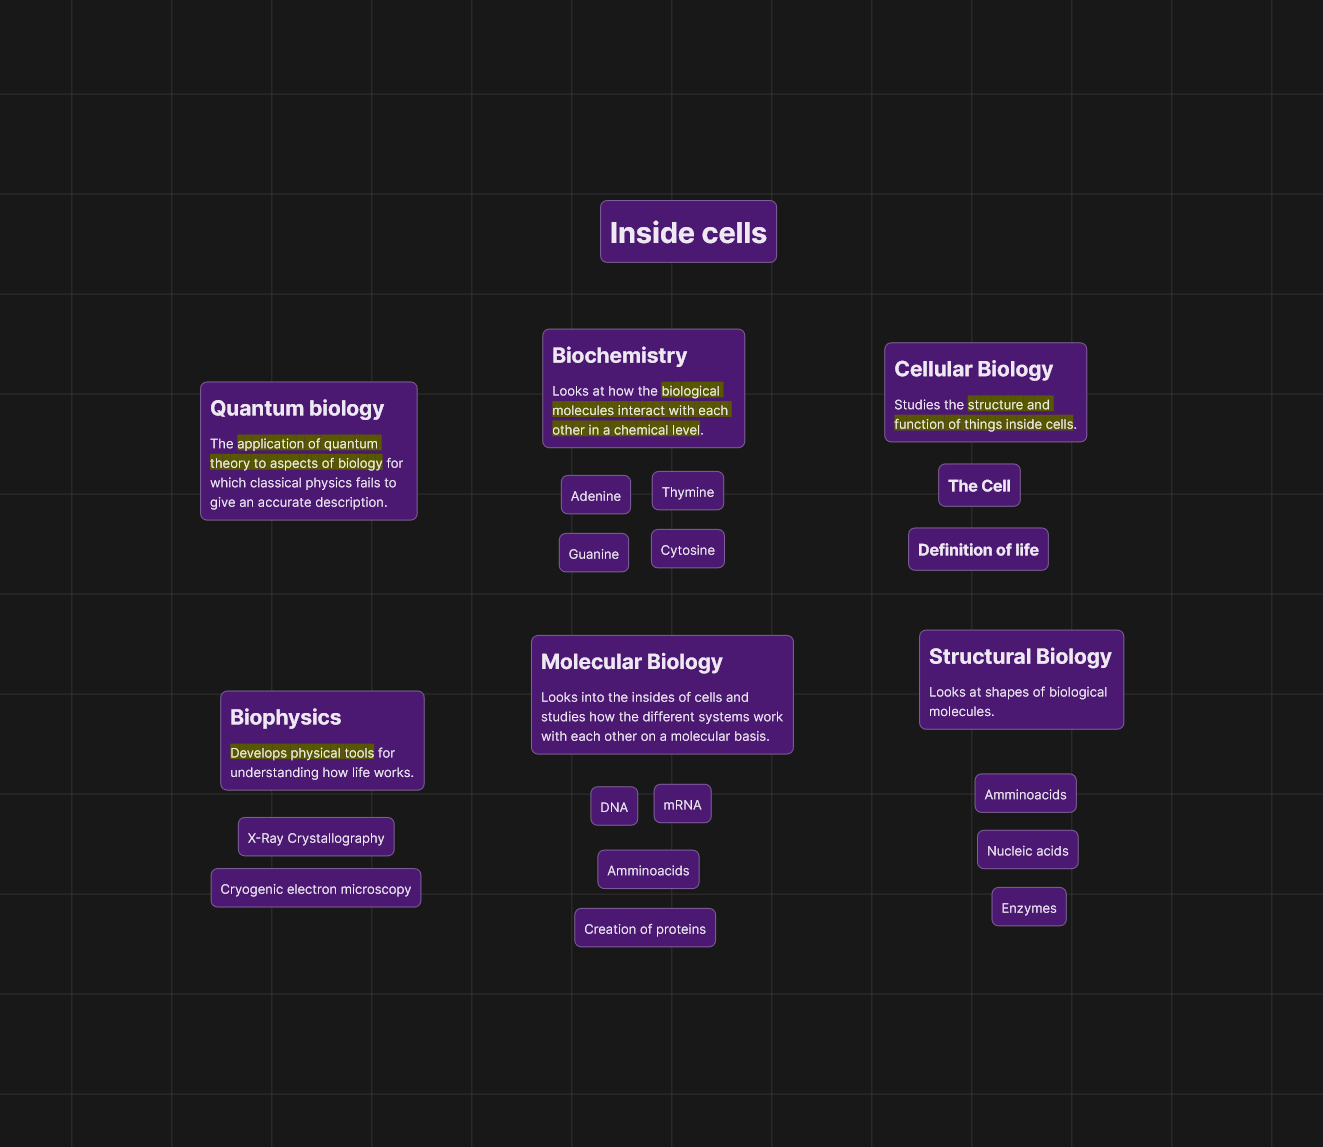 Inside cells
Quantum biology
The application of quantum
theory to aspects of biology for
which classical physics fails to
give an accurate description.
Biochemistry
Looks at how the biological
molecules interact with each
other in a chemical level.
Adenine
Thymine
Guanine
Cytosine
Cellular Biology
Studies the structure and
function of things inside cells.
The Cell
Definition of life
Biophysics
Develops physical tools for
understanding how life works.
X-Ray Crystallography
Cryogenic electron microscopy
Molecular Biology
Looks into the insides of cells and
studies how the different systems work
with each other on a molecular basis.
DNA
mRNA
Amminoacids
Creation of proteins
Structural Biology
Looks at shapes of biological
molecules.
Amminoacids
Nucleic acids
Enzymes